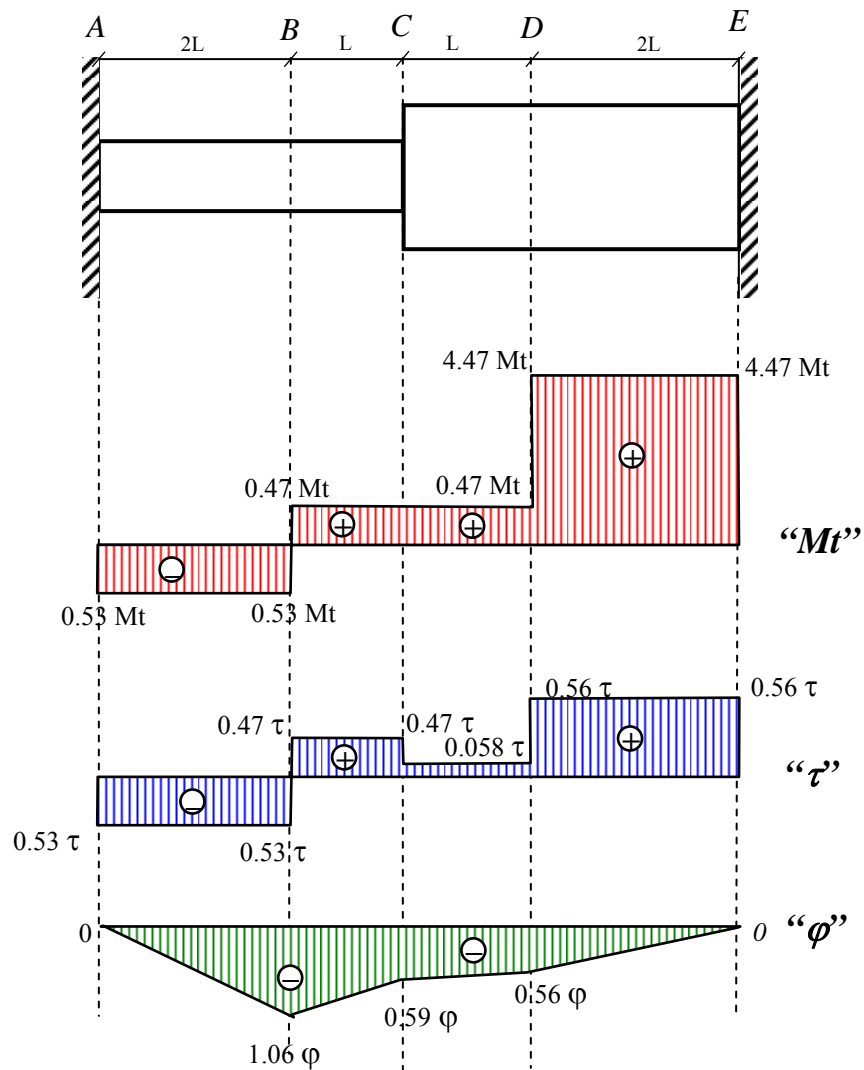 A B C D E
2L L L 2L
4.47 Mt 4.47 Mt
0.47 Mt 0.47 Mt
“Mt”
0.53 Mt 0.53 Mt
0.56 τ 0.56 τ
0.47 τ 0.47 τ
0.058 τ
“τ”
0.53 τ 0.53 τ
“φ”
0 0
0.59 φ 0.56 φ
1.06 φ